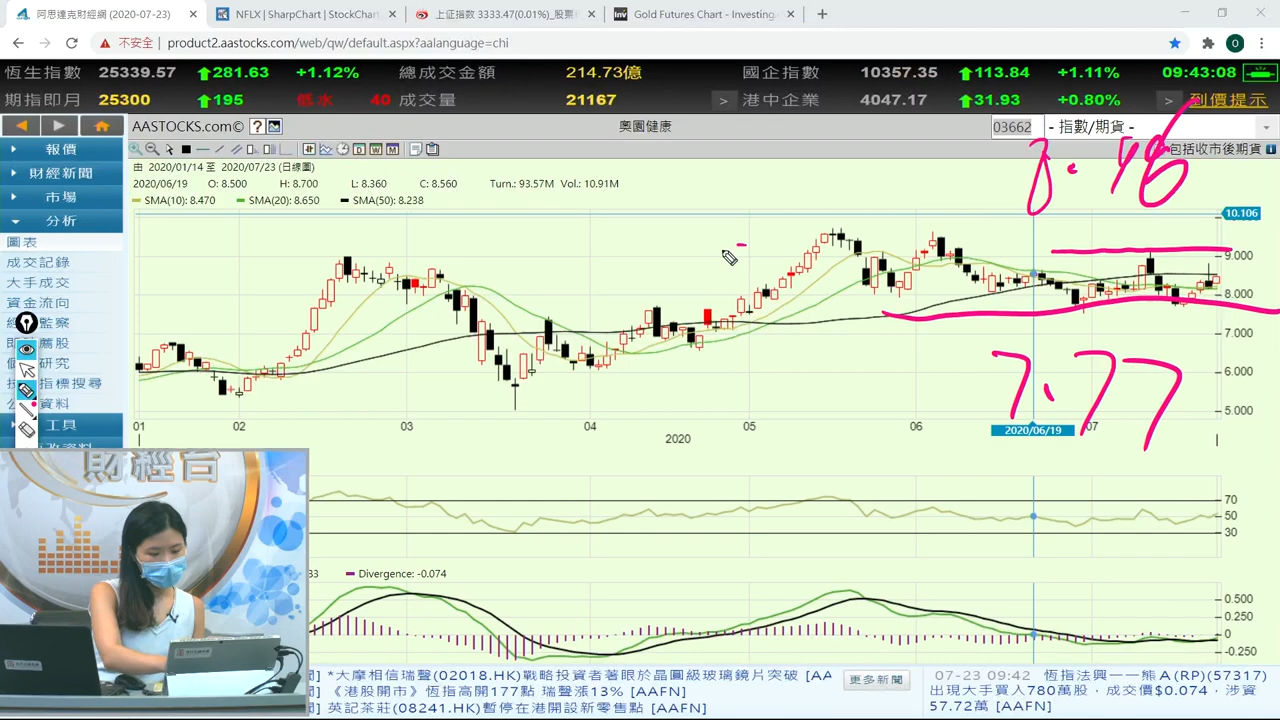 阿思達克財經網 (2020-07-23)
NFLX | SharpChart | StockChar
上证指数 3333.47(0.01%)_股票
Gold Futures Chart - Investing.
不安全 | product2.aastocks.com/web/qw/default.aspx?aalanguage=chi
恆生指數 25339.57 281.63 +1.12% 總成交金額 214.73億 國企指數 10357.35 113.84 +1.11% 09:43:08
期指即月 25300 195 低水 40 成交量 21167 > 港中企業 4047.17 31.93 +0.80% > 到價提示
AASTOCKS.com© 奧園健康 03662 - 指數/期貨 -
包括收市後期貨
報價
財經新聞
市場
分析
圖表
成交記錄
大手成交
資金流向
監察
薦股
研究
指標搜尋
資料
工具
由 2020/01/14 至 2020/07/23 (日線圖)
2020/06/19 O: 8.500 H: 8.700 L: 8.360 C: 8.560 Turn.: 93.57M Vol.: 10.91M
SMA(10): 8.470 SMA(20): 8.650 SMA(50): 8.238
8.48
7.77
10.106
9.000
8.000
7.000
6.000
5.000
01 02 03 04 05 06 2020/06/19 07
2020
70
50
30
Divergence: -0.074
0.500
0.250
0
-0.250
財經台
*大摩相信瑞聲(02018.HK)戰略投資者著眼於晶圓級玻璃鏡片突破 [AA
《港股開市》恆指高開177點 瑞聲漲13% [AAFN]
英記茶莊(08241.HK)暫停在港開設新零售點 [AAFN]
更多新聞
07-23 09:42 恆指法興一一熊A(RP)(57317)
出現大手買入780萬股，成交價$0.074，涉資
57.72萬 [AAFN]